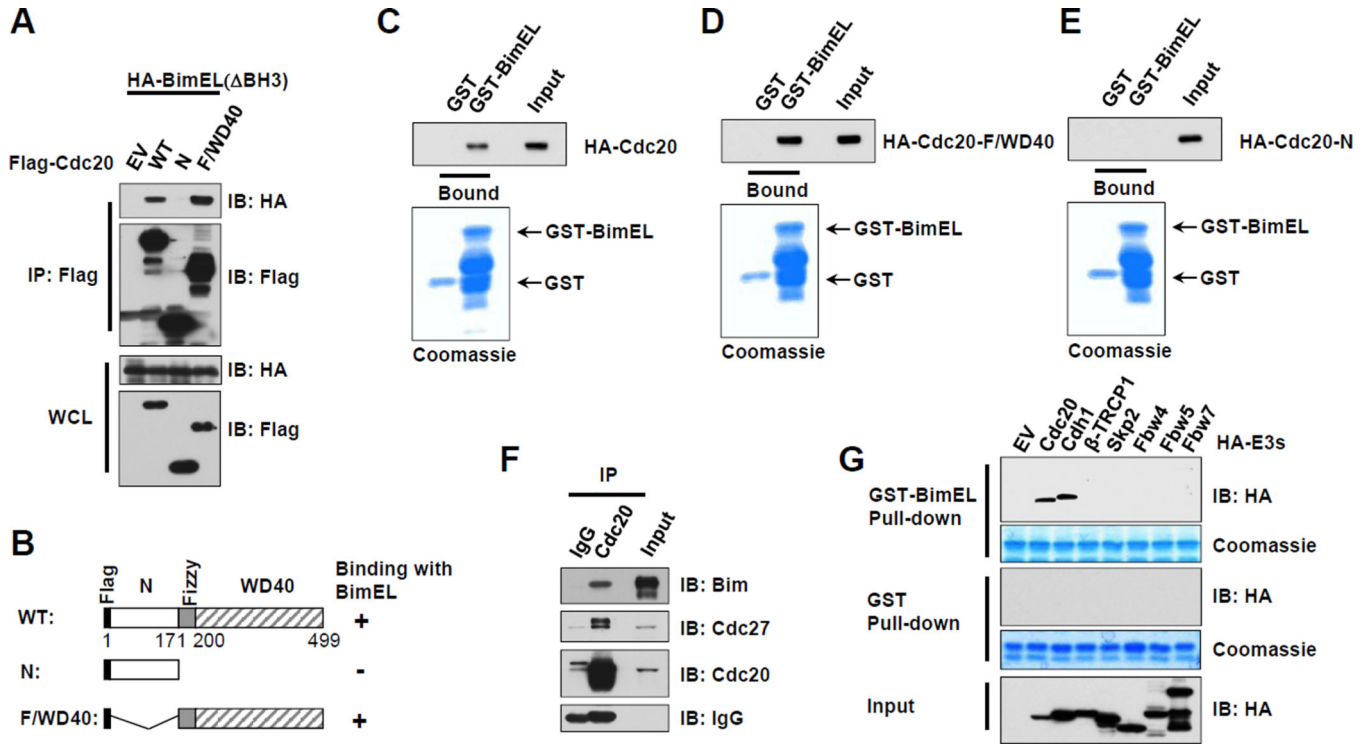 A
HA-BimEL(ΔBH3)
Flag-Cdc20
EV
WT
N
F/WD40
IB: HA
IP: Flag
IB: Flag
IB: HA
WCL
IB: Flag
B
Flag
N
Fizzy
WD40
Binding with
BimEL
WT:
+
1 171 200 499
N:
-
F/WD40:
+
C
GST
GST-BimEL
Input
HA-Cdc20
Bound
GST-BimEL
GST
Coomassie
D
GST
GST-BimEL
Input
HA-Cdc20-F/WD40
Bound
GST-BimEL
GST
Coomassie
E
GST
GST-BimEL
Input
HA-Cdc20-N
Bound
GST-BimEL
GST
Coomassie
F
IP
IgG
Cdc20
Input
IB: Bim
IB: Cdc27
IB: Cdc20
IB: IgG
G
EV
Cdc20
Cdh1
β-TRCP1
Skp2
Fbw4
Fbw5
Fbw7
HA-E3s
GST-BimEL
Pull-down
IB: HA
Coomassie
GST
Pull-down
IB: HA
Coomassie
Input
IB: HA